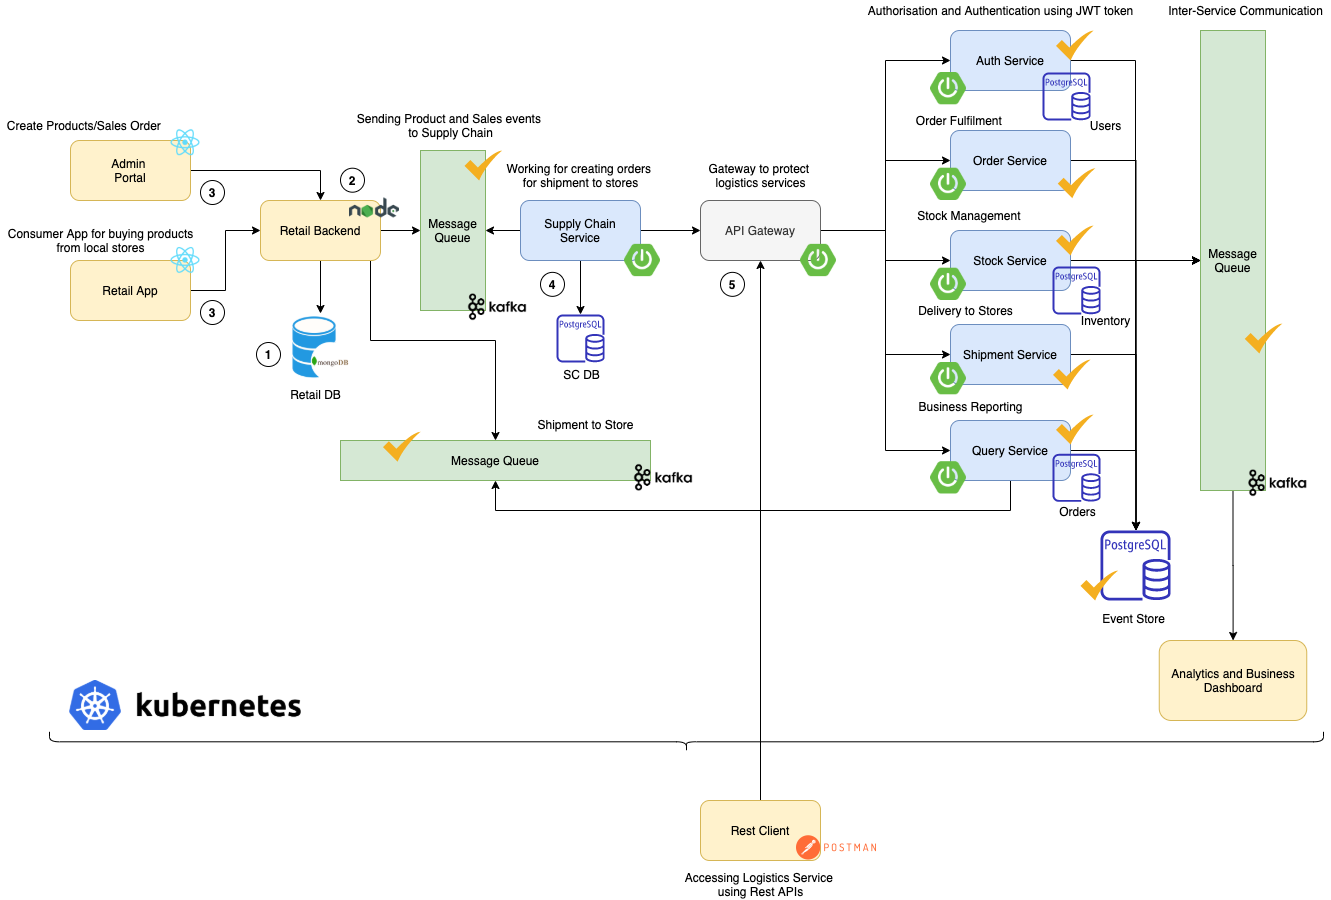 Authorisation and Authentication using JWT token
Inter-Service Communication
Auth Service
PostgreSQL
Users
Create Products/Sales Order
Admin
Portal
3
Sending Product and Sales events
to Supply Chain
Order Fulfilment
Order Service
Working for creating orders
for shipment to stores
Gateway to protect
logistics services
2
node
Consumer App for buying products
from local stores
Retail Backend
Message
Queue
kafka
Supply Chain
Service
API Gateway
Stock Management
Stock Service
PostgreSQL
Inventory
Message
Queue
kafka
Retail App
3
4
5
1
mongoDB
Retail DB
PostgreSQL
SC DB
Delivery to Stores
Shipment Service
Business Reporting
Query Service
PostgreSQL
Orders
Shipment to Store
Message Queue
kafka
PostgreSQL
Event Store
Analytics and Business
Dashboard
kubernetes
Rest Client
POSTMAN
Accessing Logistics Service
using Rest APIs